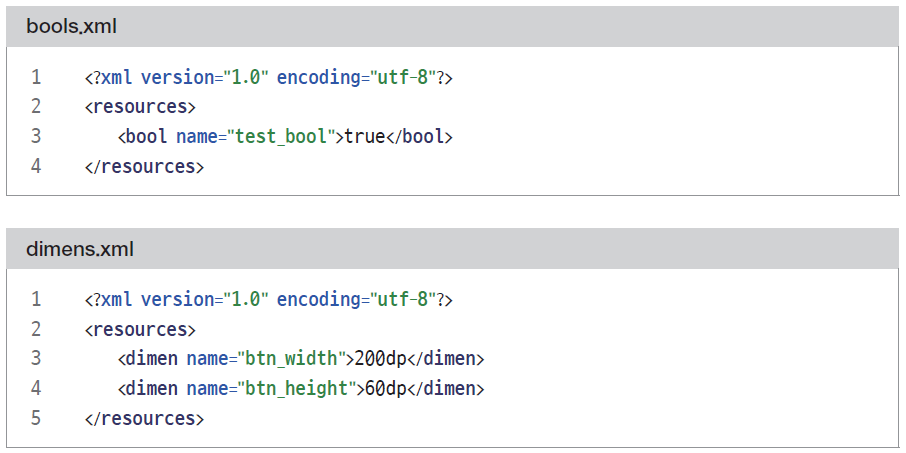 bools.xml
1 <?xml version="1.0" encoding="utf-8"?>
2 <resources>
3 <bool name="test_bool">true</bool>
4 </resources>
dimens.xml
1 <?xml version="1.0" encoding="utf-8"?>
2 <resources>
3 <dimen name="btn_width">200dp</dimen>
4 <dimen name="btn_height">60dp</dimen>
5 </resources>